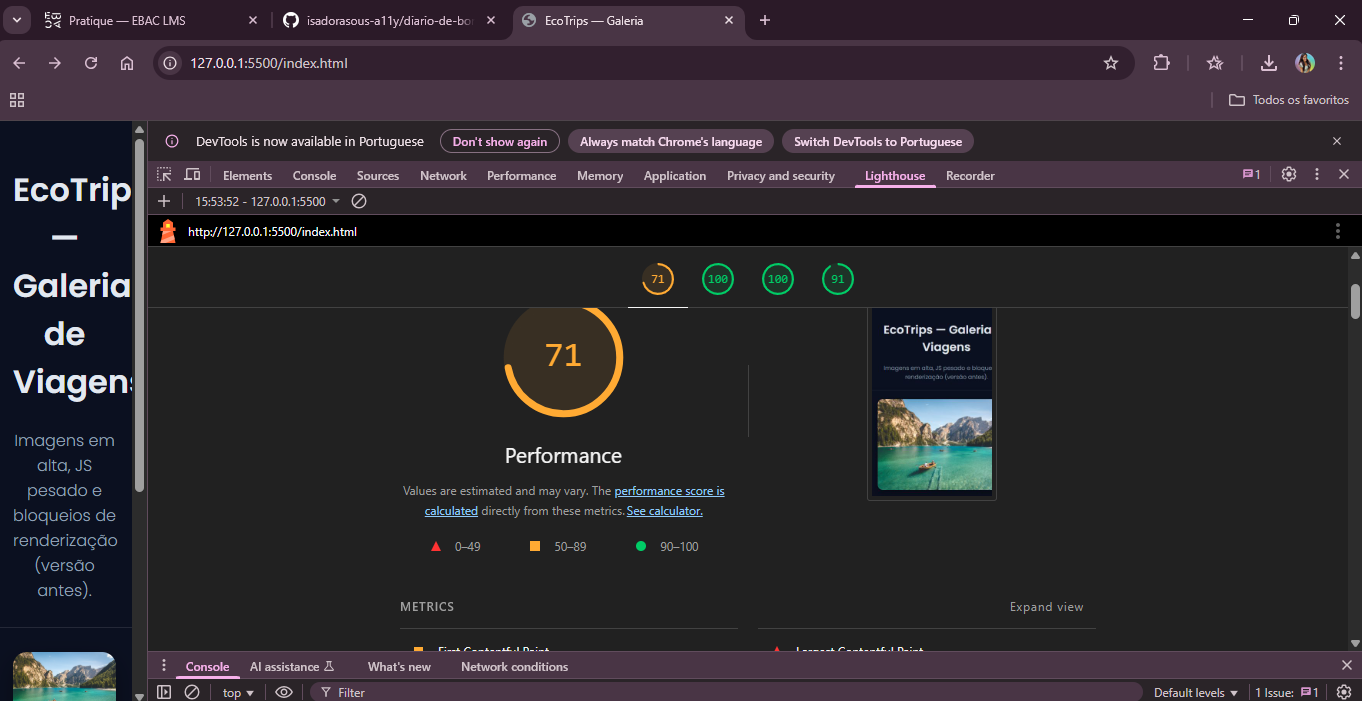 Pratique — EBAC LMS
isadorasous-a11y/diario-de-bor
EcoTrips — Galeria
127.0.0.1:5500/index.html
Todos os favoritos
EcoTrip
—
Galeria
de
Viagens
Imagens em
alta, JS
pesado e
bloqueios de
renderização
(versão
antes).
DevTools is now available in Portuguese
Don't show again
Always match Chrome's language
Switch DevTools to Portuguese
Elements
Console
Sources
Network
Performance
Memory
Application
Privacy and security
Lighthouse
Recorder
1
15:53:52 - 127.0.0.1:5500
http://127.0.0.1:5500/index.html
71
100
100
91
71
Performance
Values are estimated and may vary. The performance score is
calculated directly from these metrics. See calculator.
0–49
50–89
90–100
EcoTrips — Galeria
Viagens
Imagens em alta, JS pesado e bloque
renderização (versão antes).
METRICS
Expand view
First Contentful Paint
Largest Contentful Paint
Console
AI assistance
What's new
Network conditions
top
Filter
Default levels
1 Issue:
1